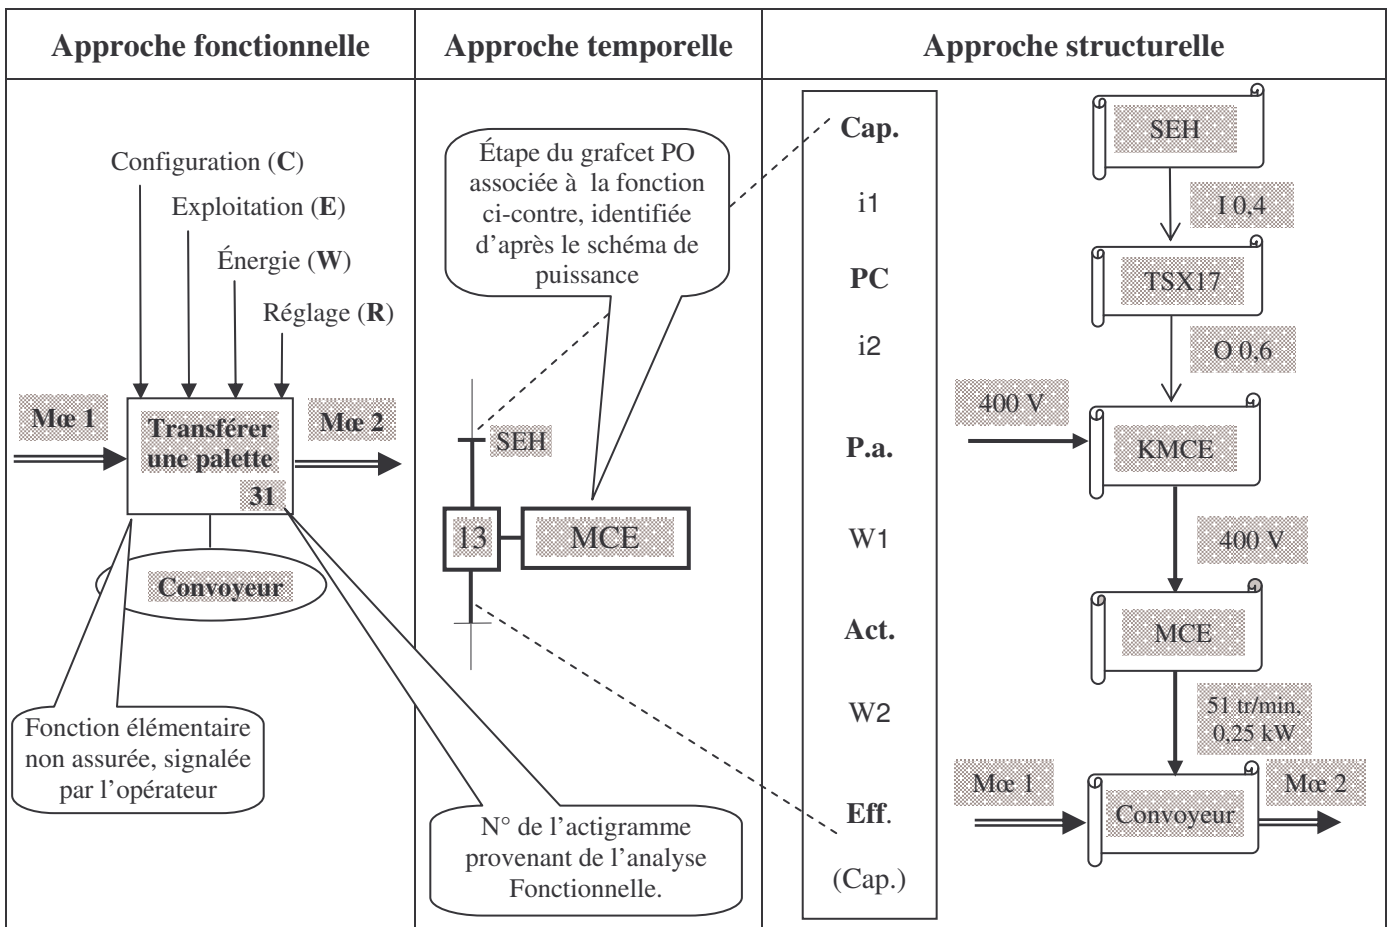 Approche fonctionnelle
Approche temporelle
Approche structurelle
Configuration (C)
Exploitation (E)
Énergie (W)
Réglage (R)
Mœ 1
Transférer
une palette
31
Mœ 2
Convoyeur
Fonction élémentaire
non assurée, signalée
par l’opérateur
Étape du grafcet PO
associée à la fonction
ci-contre, identifiée
d’après le schéma de
puissance
SEH
13
MCE
N° de l’actigramme
provenant de l’analyse
Fonctionnelle.
Cap.
i1
PC
i2
P.a.
W1
Act.
W2
Eff.
(Cap.)
SEH
I 0,4
TSX17
O 0,6
400 V
KMCE
400 V
MCE
51 tr/min,
0,25 kW
Mœ 1
Convoyeur
Mœ 2